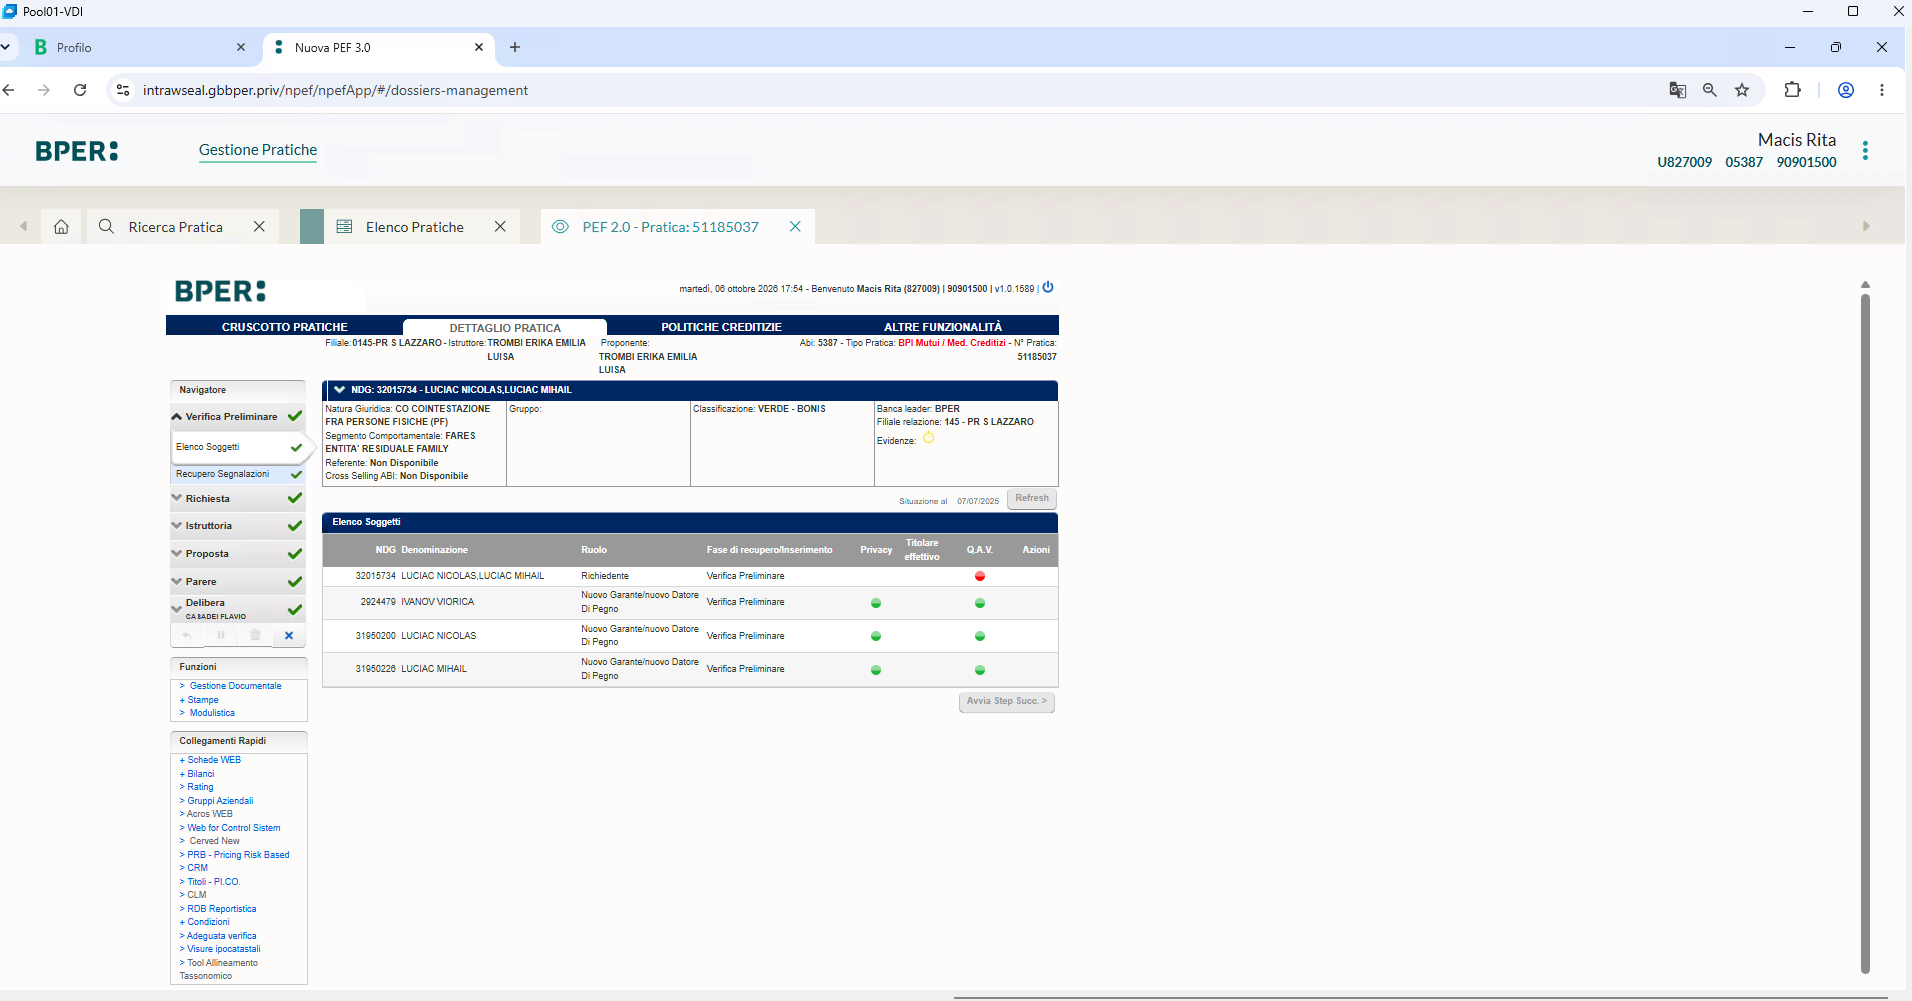 Pool01-VDI
Profilo
Nuova PEF 3.0
intrawseal.gbbper.priv/npef/npefApp/#/dossiers-management
BPER:
Gestione Pratiche
Macis Rita
U827009 05387 90901500
Ricerca Pratica
Elenco Pratiche
PEF 2.0 - Pratica: 51185037
BPER:
martedì, 06 ottobre 2026 17:54 - Benvenuto Macis Rita (827009) | 90901500 | v1.0.1589 |
CRUSCOTTO PRATICHE
DETTAGLIO PRATICA
POLITICHE CREDITIZIE
ALTRE FUNZIONALITÀ
Filiale: 0145-PR S LAZZARO - Istruttore: TROMBI ERIKA EMILIA LUISA
Proponente:
TROMBI ERIKA EMILIA
LUISA
Abi: 5387 - Tipo Pratica: BPI Mutui / Med. Creditizi - N° Pratica:
51185037
Navigatore
Verifica Preliminare
Elenco Soggetti
Recupero Segnalazioni
Richiesta
Istruttoria
Proposta
Parere
Delibera
CASADEI FLAVIO
Funzioni
> Gestione Documentale
+ Stampe
> Modulistica
Collegamenti Rapidi
+ Schede WEB
+ Bilanci
> Rating
> Gruppi Aziendali
> Acros WEB
> Web for Control Sistem
> Cerved New
> PRB - Pricing Risk Based
> CRM
> Titoli - PI.CO.
> CLM
> RDB Reportistica
+ Condizioni
> Adeguata verifica
> Visure ipocatastali
> Tool Allineamento
Tassonomico
NDG: 32015734 - LUCIAC NICOLAS,LUCIAC MIHAIL
Natura Giuridica: CO COINTESTAZIONE
FRA PERSONE FISICHE (PF)
Segmento Comportamentale: FARES
ENTITA' RESIDUALE FAMILY
Referente: Non Disponibile
Cross Selling ABI: Non Disponibile
Gruppo:
Classificazione: VERDE - BONIS
Banca leader: BPER
Filiale relazione: 145 - PR S LAZZARO
Evidenze:
Situazione al 07/07/2025
Refresh
Elenco Soggetti
NDG Denominazione Ruolo Fase di recupero/Inserimento Privacy Titolare effettivo Q.A.V. Azioni
32015734 LUCIAC NICOLAS,LUCIAC MIHAIL Richiedente Verifica Preliminare
2924479 IVANOV VIORICA Nuovo Garante/nuovo Datore Di Pegno Verifica Preliminare
31950200 LUCIAC NICOLAS Nuovo Garante/nuovo Datore Di Pegno Verifica Preliminare
31950226 LUCIAC MIHAIL Nuovo Garante/nuovo Datore Di Pegno Verifica Preliminare
Avvia Step Succ. >